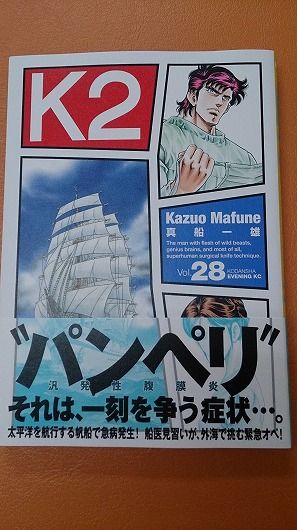 K2
Kazuo Mafune
真船一雄
The man with flesh of wild beasts,
genius brains, and most of all,
superhuman surgical knife technique.
Vol. 28 KODANSHA
EVENING KC
"パンペリ"
汎発性腹膜炎
それは、一刻を争う症状…。
太平洋を航行する帆船で急病発生！ 船医見習いが、外海で挑む緊急オペ！